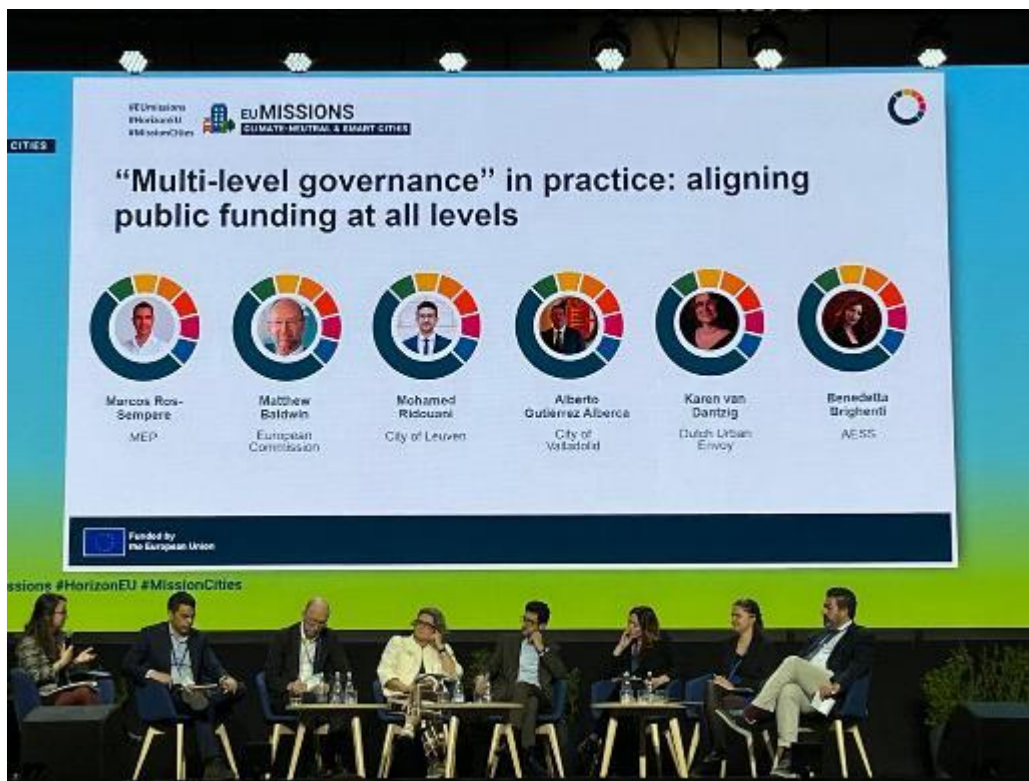 #EUmissions
#HorizonEU
#MissionCities
EU MISSIONS
CLIMATE-NEUTRAL & SMART CITIES
CITIES
“Multi-level governance” in practice: aligning
public funding at all levels
Marcos Ros-
Sempere
MEP
Matthew
Baldwin
European
Commission
Mohamed
Ridouani
City of Leuven
Alberto
Gutiérrez Alberca
City of
Valladolid
Karen van
Dantzig
Dutch Urban
Envoy
Benedetta
Brighenti
AESS
Funded by
the European Union
ssions #HorizonEU #MissionCities